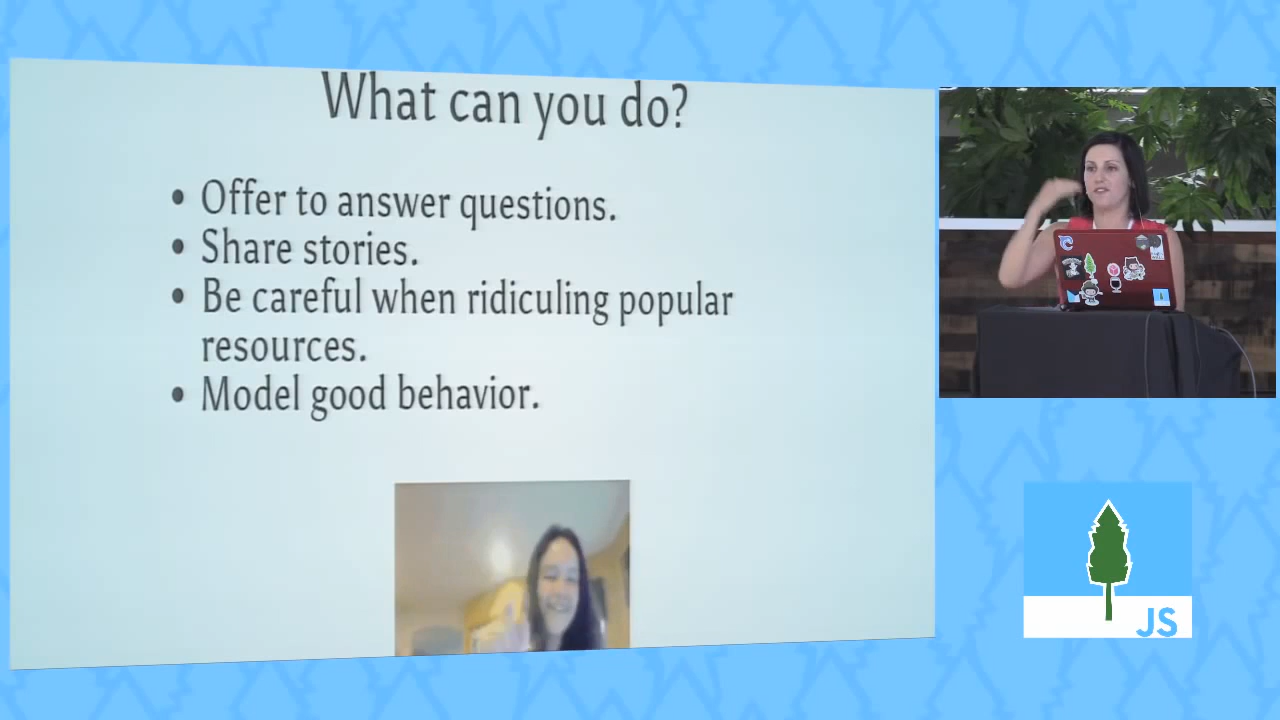 What can you do?
• Offer to answer questions.
• Share stories.
• Be careful when ridiculing popular
resources.
• Model good behavior.
JS